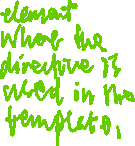 element
where the
directive is
used in the
template,